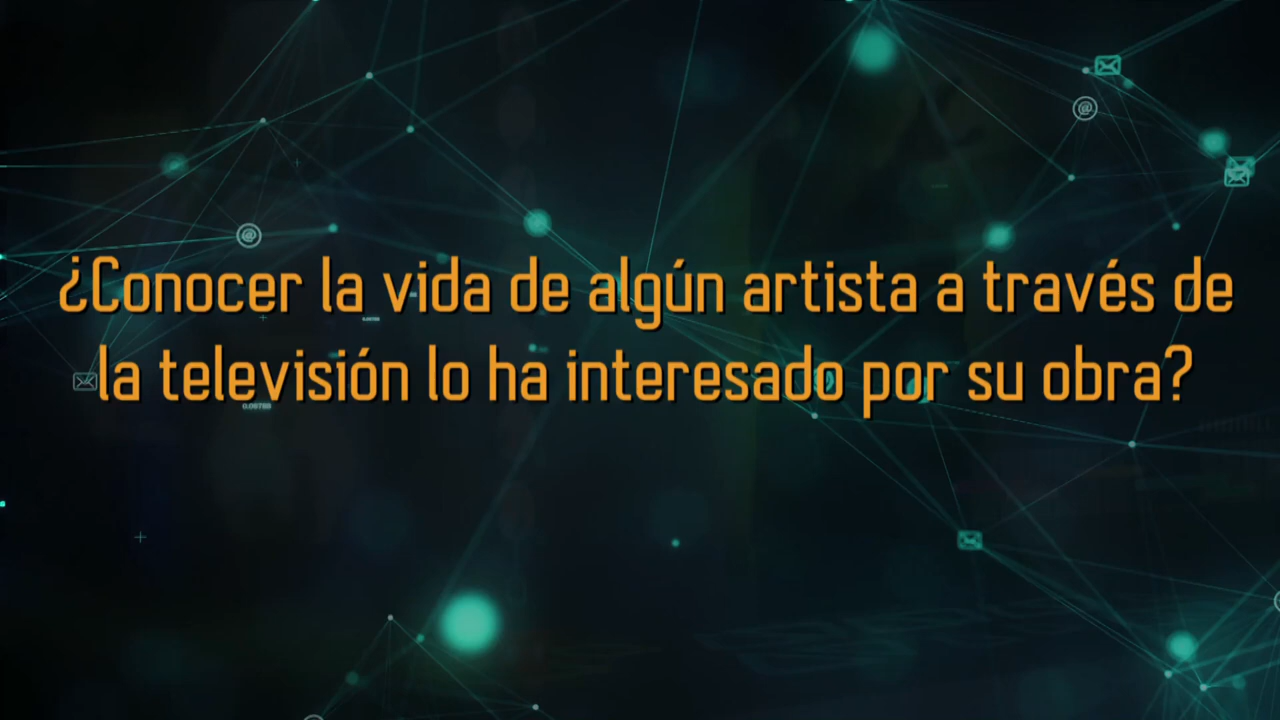 ¿Conocer la vida de algún artista a través de
la televisión lo ha interesado por su obra?